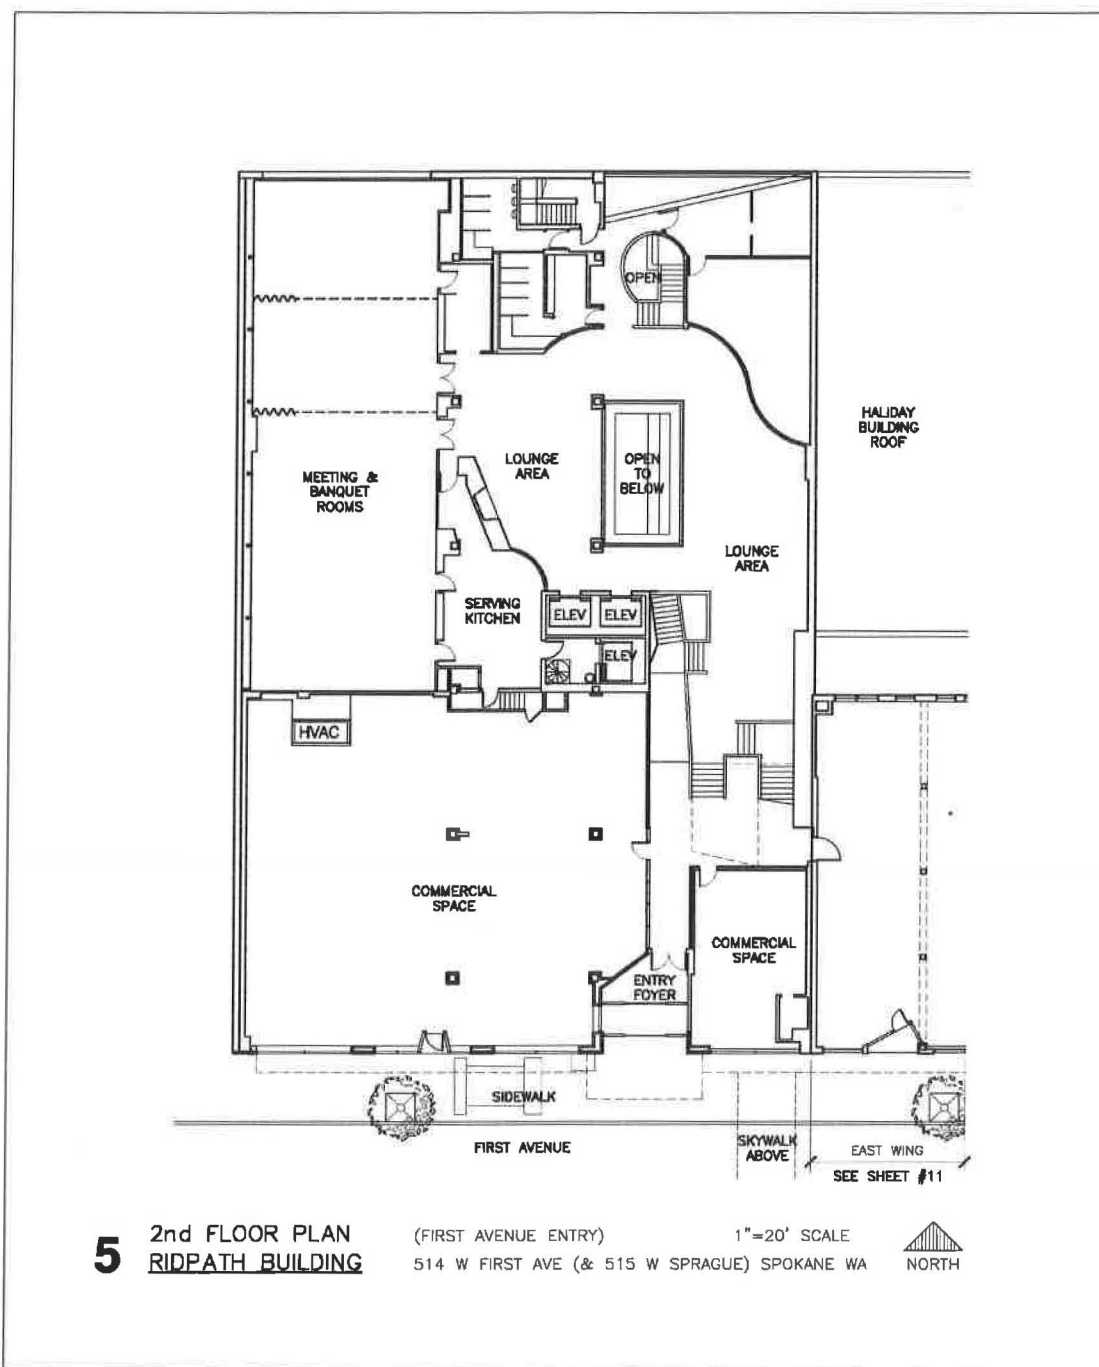 OPEN
HALIDAY
BUILDING
ROOF
LOUNGE
AREA
OPEN
TO
BELOW
MEETING &
BANQUET
ROOMS
LOUNGE
AREA
SERVING
KITCHEN
ELEV
ELEV
ELEV
HVAC
COMMERCIAL
SPACE
COMMERCIAL
SPACE
ENTRY
FOYER
SIDEWALK
FIRST AVENUE
SKYWALK
ABOVE
EAST WING
SEE SHEET #11
5
2nd FLOOR PLAN
RIDPATH BUILDING
(FIRST AVENUE ENTRY)
1"=20' SCALE
514 W FIRST AVE (& 515 W SPRAGUE) SPOKANE WA
NORTH